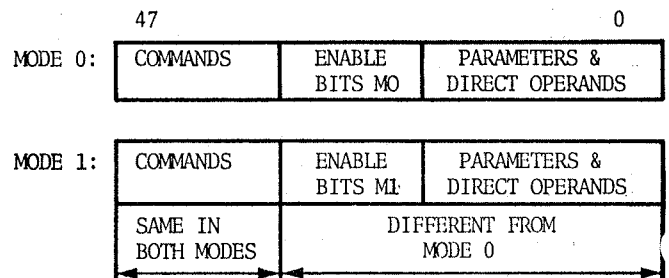 47 0
MODE 0: COMMANDS ENABLE PARAMETERS &
BITS MO DIRECT OPERANDS
MODE 1: COMMANDS ENABLE PARAMETERS &
BITS M1 DIRECT OPERANDS
SAME IN DIFFERENT FROM
BOTH MODES MODE 0